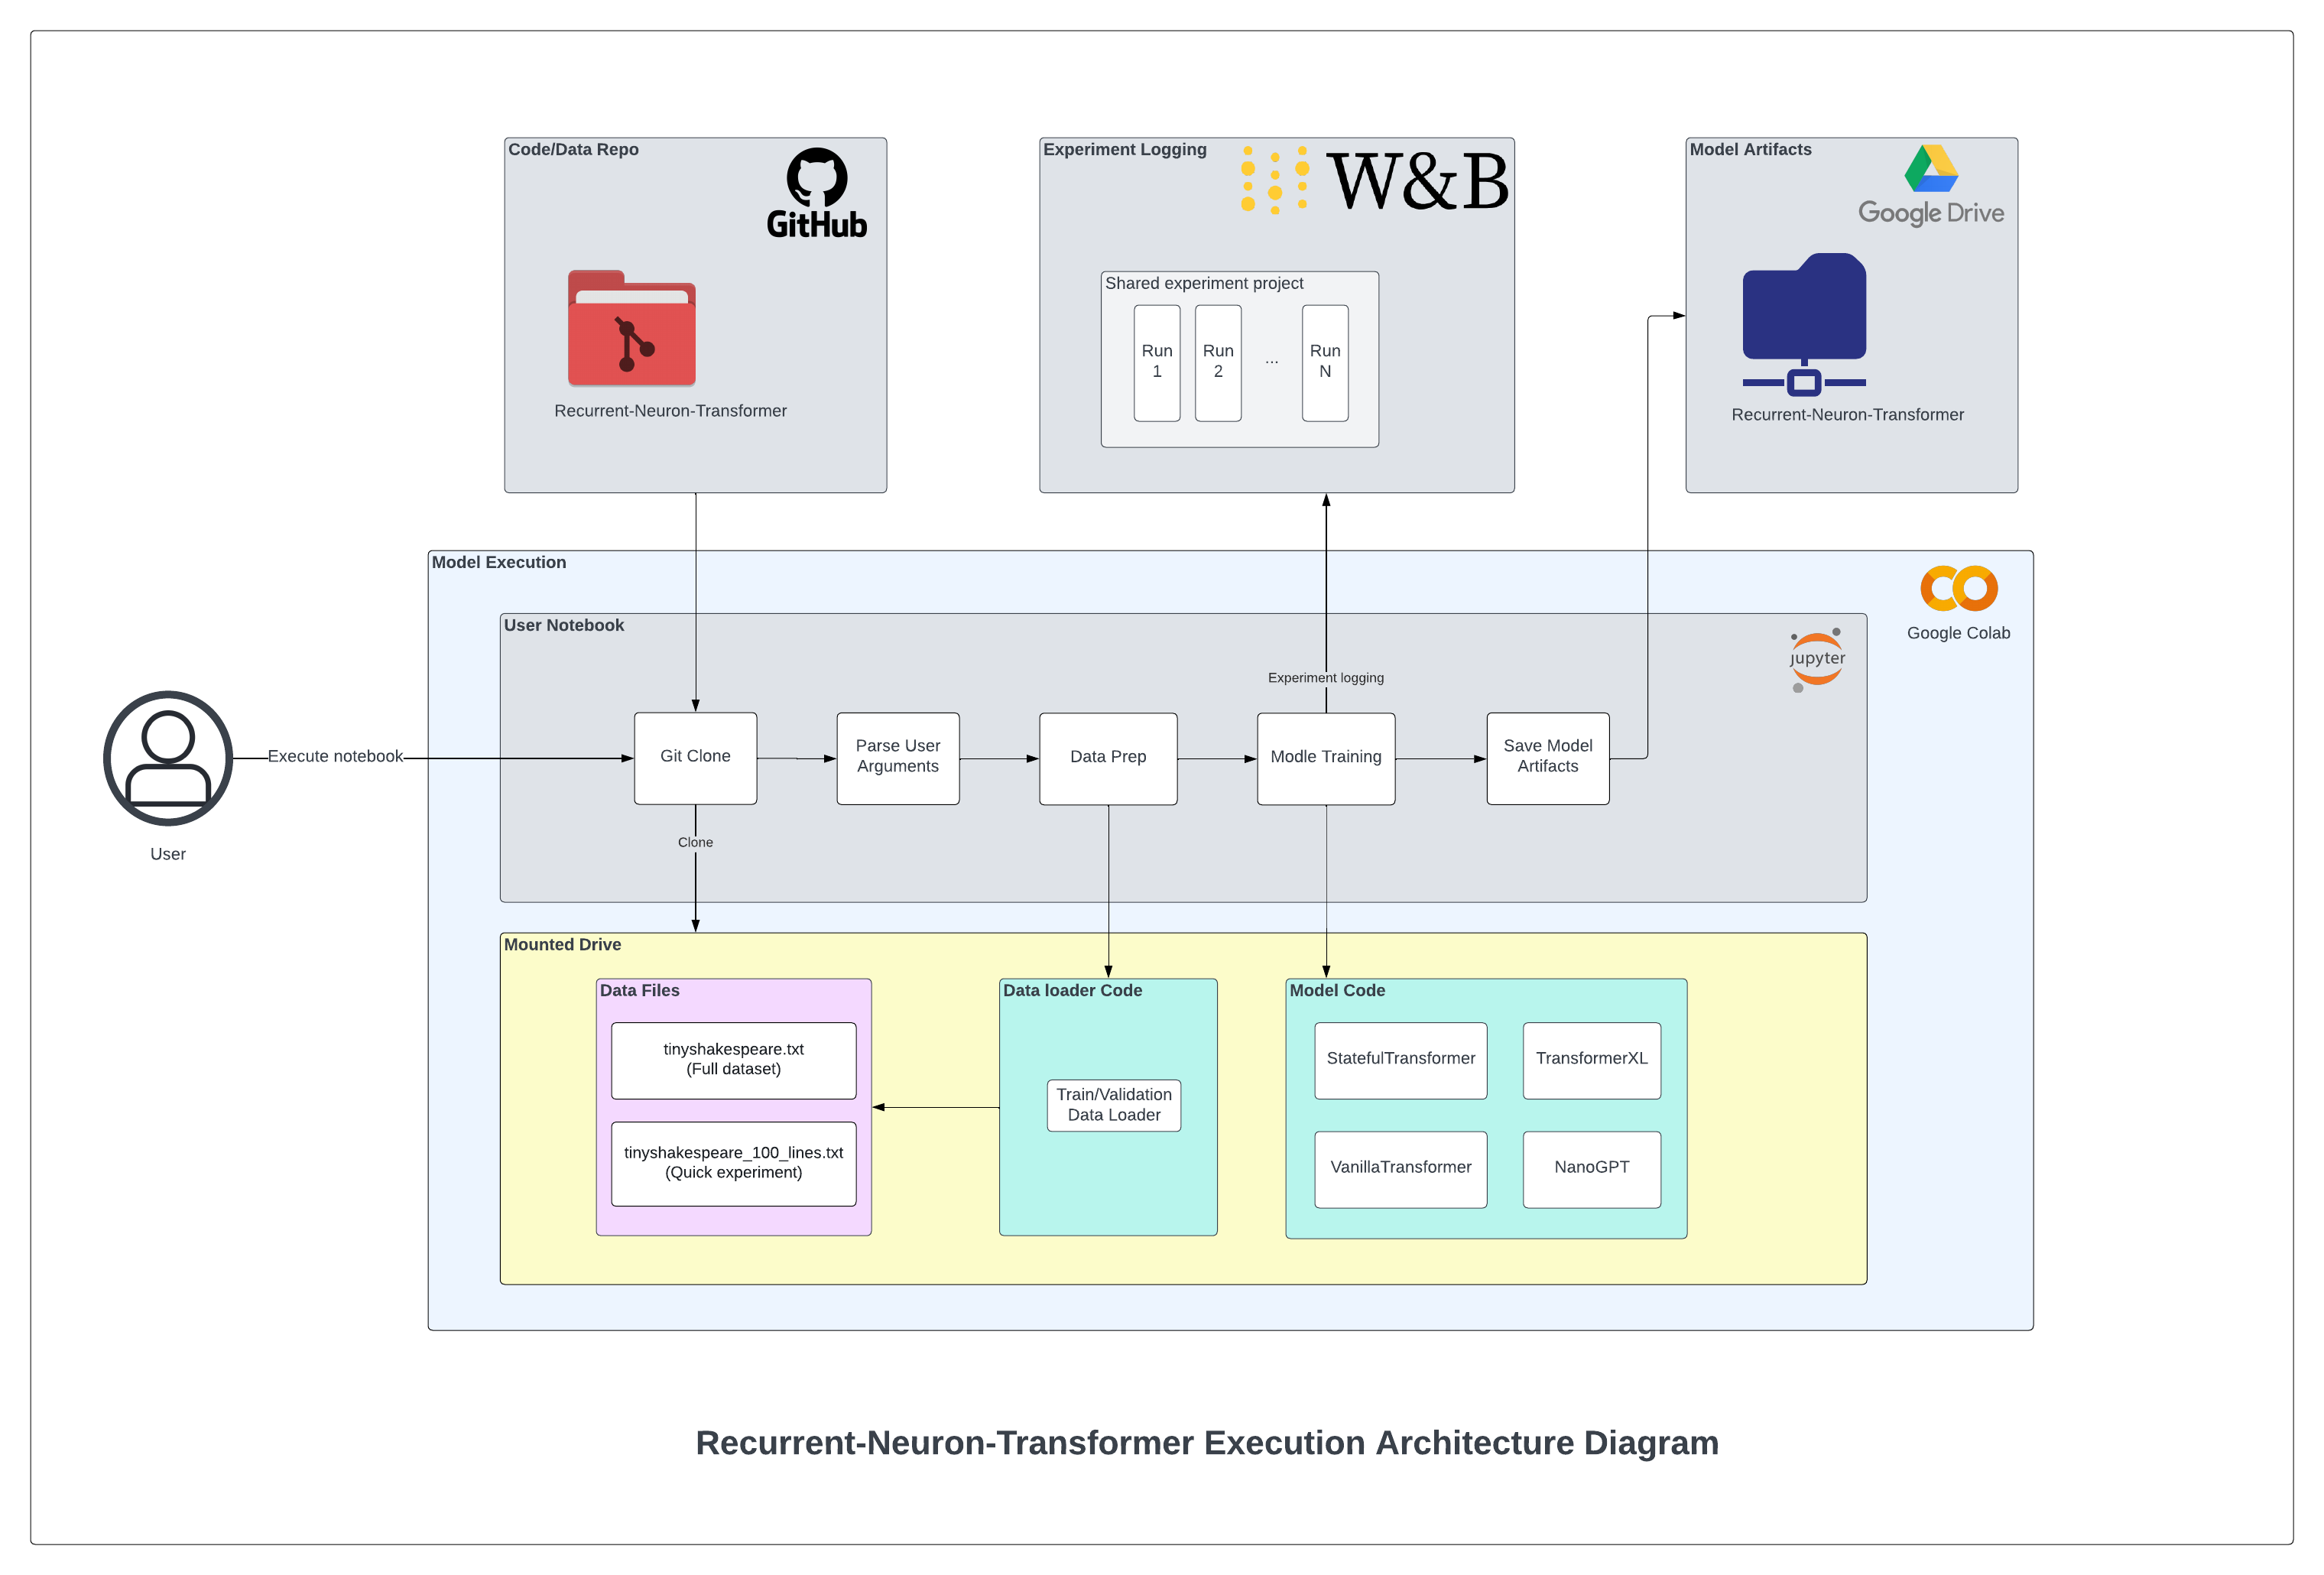 Code/Data Repo
GitHub
Recurrent-Neuron-Transformer
Experiment Logging
W&B
Shared experiment project
Run
1
Run
2
...
Run
N
Model Artifacts
Google Drive
Recurrent-Neuron-Transformer
Model Execution
Google Colab
User Notebook
jupyter
Experiment logging
User
Execute notebook
Git Clone
Parse User
Arguments
Data Prep
Modle Training
Save Model
Artifacts
Clone
Mounted Drive
Data Files
tinyshakespeare.txt
(Full dataset)
tinyshakespeare_100_lines.txt
(Quick experiment)
Data loader Code
Train/Validation
Data Loader
Model Code
StatefulTransformer
TransformerXL
VanillaTransformer
NanoGPT
Recurrent-Neuron-Transformer Execution Architecture Diagram